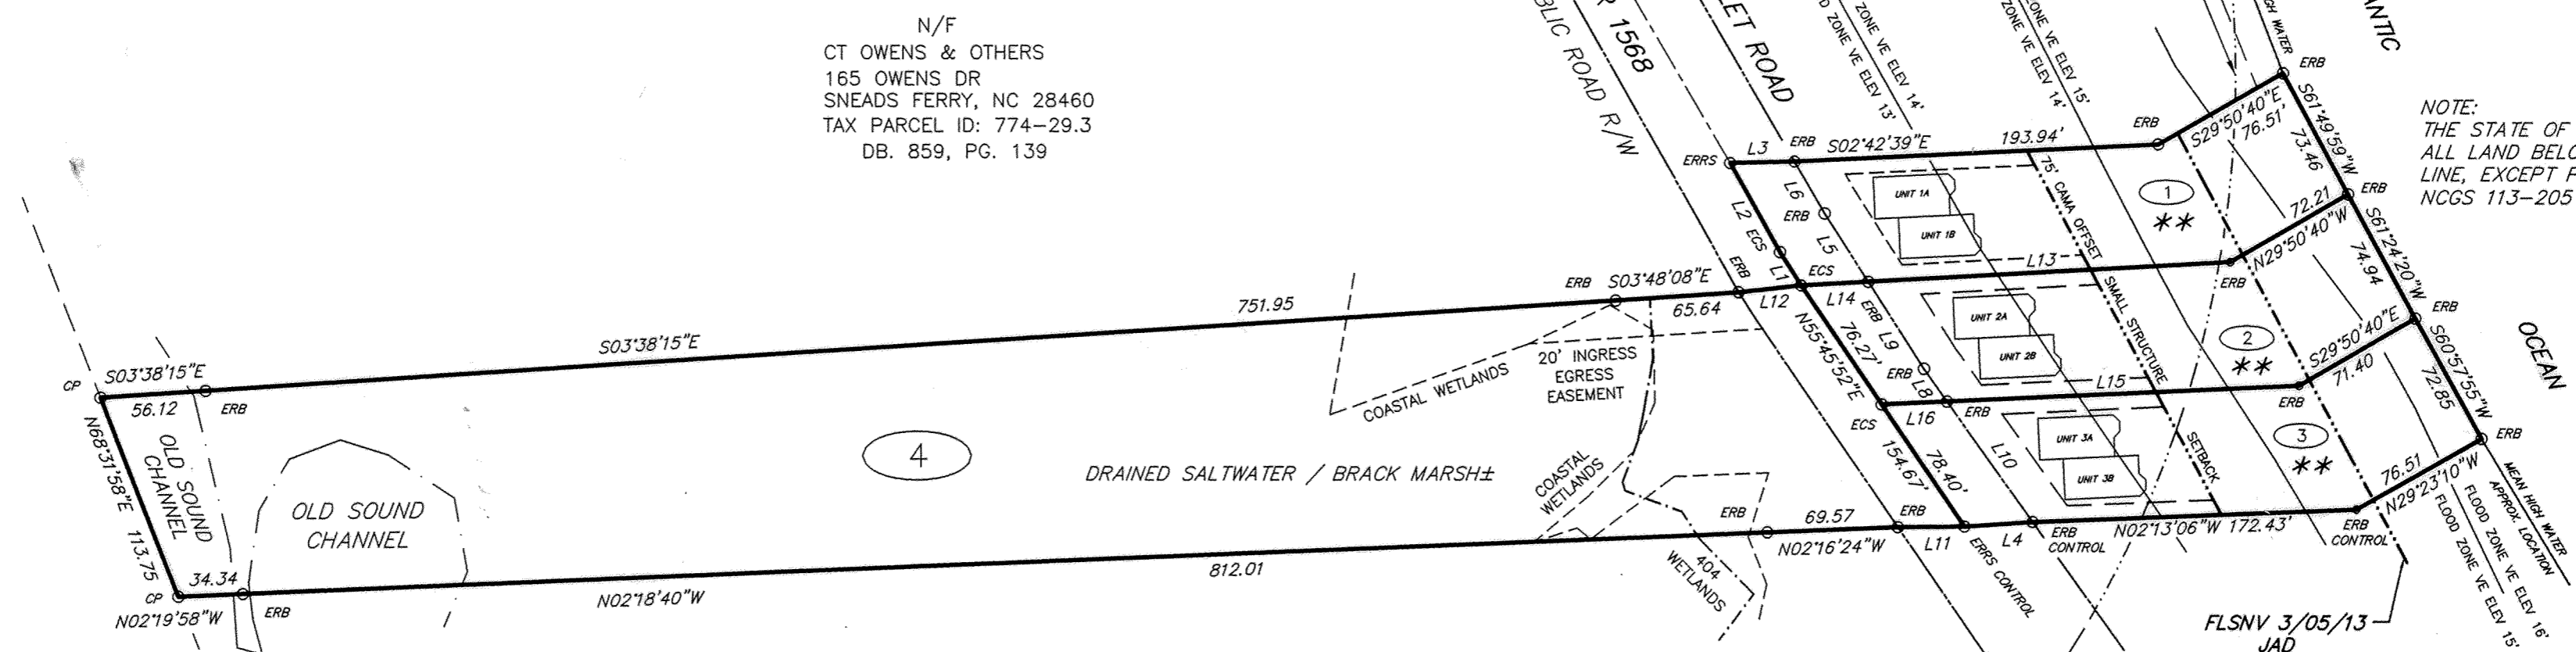 N/F
CT OWENS & OTHERS
165 OWENS DR
SNEADS FERRY, NC 28460
TAX PARCEL ID: 774-29.3
DB. 859, PG. 139
BLIC ROAD R/W
R 1568
ET ROAD
ZONE VE ELEV 14'
D ZONE VE ELEV 13'
ONE VE ELEV 15'
ZONE VE ELEV 14'
GH WATER
ANTIC
OCEAN
NOTE:
THE STATE OF
ALL LAND BELO
LINE, EXCEPT F
NCGS 113-205
ERRS
L3
ERB
S02°42'39"E
193.94'
ERB
S29°50'40"E
76.51'
ERB
S61°49'59"W
73.46
ERB
L2
L6
ERB
L5
ECS
L1
UNIT 1A
UNIT 1B
75' CAMA OFFSET SMALL STRUCTURE SETBACK
1
**
72.21
N29°50'40"W
L13
ERB
S61°24'20"W
74.94
ERB
ERB
S03°48'08"E
65.64
ERB
L12
ECS
L14
ERB
L9
ERB
L8
N55°45'52"E
76.27'
UNIT 2A
UNIT 2B
2
**
S29°50'40"E
71.40
L15
ERB
S60°57'55"W
72.85
ERB
751.95
S03°38'15"E
CP
S03°38'15"E
56.12
ERB
N68°31'58"E 113.75
OLD SOUND
CHANNEL
OLD SOUND
CHANNEL
4
DRAINED SALTWATER / BRACK MARSH±
COASTAL WETLANDS
20' INGRESS
EGRESS
EASEMENT
COASTAL
WETLANDS
ECS
L16
ERB
154.67'
78.40'
L10
UNIT 3A
UNIT 3B
3
**
76.51
N29°23'10"W
CP
34.34
N02°19'58"W
ERB
N02°18'40"W
812.01
ERB
69.57
N02°16'24"W
ERB
L11
404
WETLANDS
ERRS CONTROL
L4
ERB
CONTROL
N02°13'06"W 172.43'
ERB
CONTROL
MEAN HIGH WATER
APPROX. LOCATION
FLOOD ZONE VE ELEV 16'
FLOOD ZONE VE ELEV 15'
FLSNV 3/05/13
JAD